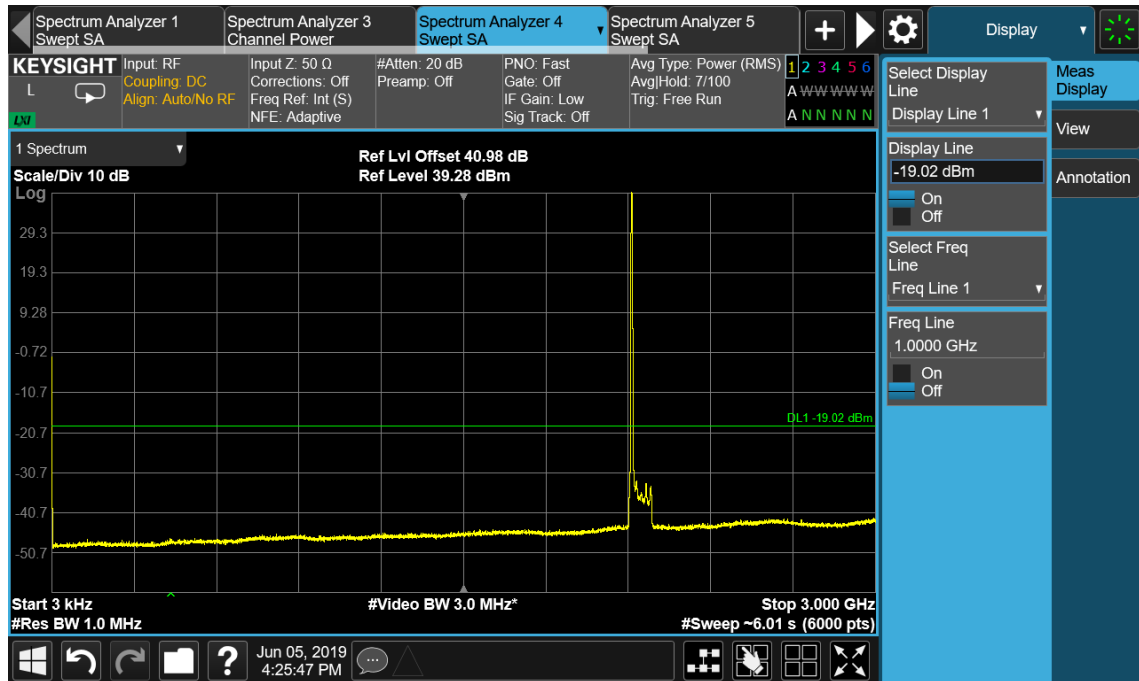 Spectrum Analyzer 1
Swept SA
Spectrum Analyzer 3
Channel Power
Spectrum Analyzer 4
Swept SA
Spectrum Analyzer 5
Swept SA
+
Display
KEYSIGHT
L
LXI
Input: RF
Coupling: DC
Align: Auto/No RF
Input Z: 50 Ω
Corrections: Off
Freq Ref: Int (S)
NFE: Adaptive
#Atten: 20 dB
Preamp: Off
PNO: Fast
Gate: Off
IF Gain: Low
Sig Track: Off
Avg Type: Power (RMS)
Avg|Hold: 7/100
Trig: Free Run
1 2 3 4 5 6
A W W W W W
A N N N N N
1 Spectrum
Scale/Div 10 dB
Log
Ref Lvl Offset 40.98 dB
Ref Level 39.28 dBm
29.3
19.3
9.28
-0.72
-10.7
-20.7
-30.7
-40.7
-50.7
DL1 -19.02 dBm
Start 3 kHz
#Res BW 1.0 MHz
#Video BW 3.0 MHz*
Stop 3.000 GHz
#Sweep ~6.01 s (6000 pts)
Select Display
Line
Display Line 1
Display Line
-19.02 dBm
On
Off
Select Freq
Line
Freq Line 1
Freq Line
1.0000 GHz
On
Off
Meas
Display
View
Annotation
?
Jun 05, 2019
4:25:47 PM